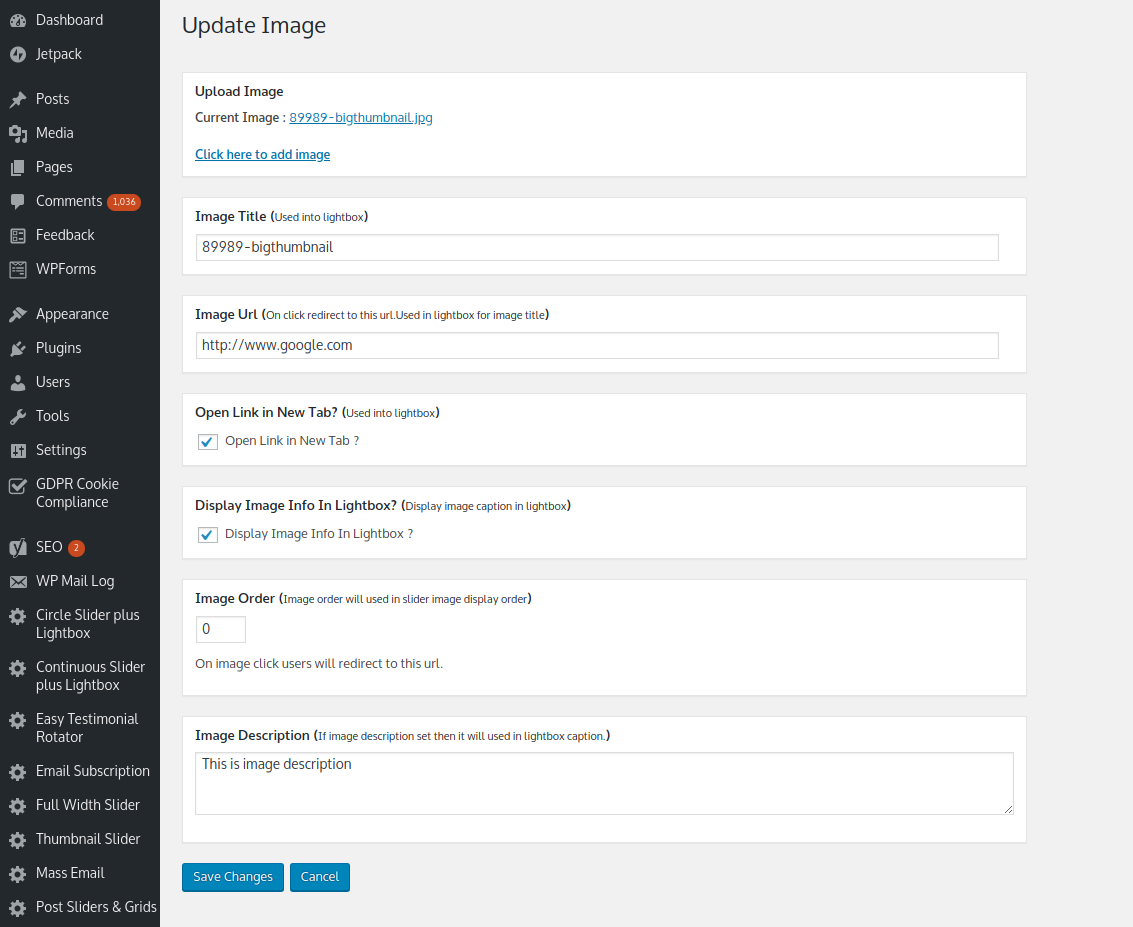 Dashboard
Jetpack
Posts
Media
Pages
Comments 1,036
Feedback
WPForms
Appearance
Plugins
Users
Tools
Settings
GDPR Cookie
Compliance
SEO 2
WP Mail Log
Circle Slider plus
Lightbox
Continuous Slider
plus Lightbox
Easy Testimonial
Rotator
Email Subscription
Full Width Slider
Thumbnail Slider
Mass Email
Post Sliders & Grids
Update Image
Upload Image
Current Image : 89989-bigthumbnail.jpg
Click here to add image
Image Title (Used into lightbox)
89989-bigthumbnail
Image Url (On click redirect to this url.Used in lightbox for image title)
http://www.google.com
Open Link in New Tab? (Used into lightbox)
Open Link in New Tab ?
Display Image Info In Lightbox? (Display image caption in lightbox)
Display Image Info In Lightbox ?
Image Order (Image order will used in slider image display order)
0
On image click users will redirect to this url.
Image Description (If image description set then it will used in lightbox caption.)
This is image description
Save Changes Cancel